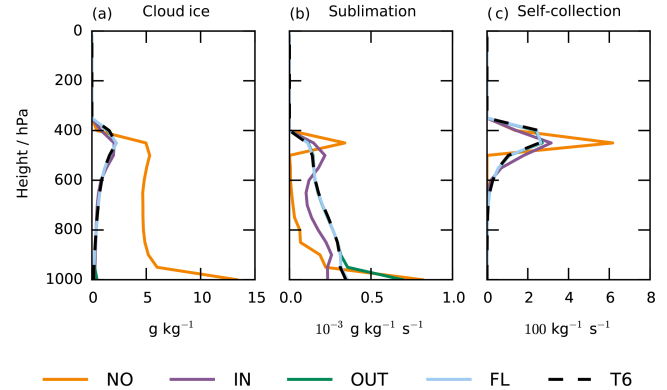 (a) Cloud ice (b) Sublimation (c) Self-collection
0
200
400
600
800
1000
Height / hPa
0 5 10 15 0.0 0.5 1.0 0 2 4 6 8
g kg⁻¹ 10⁻³ g kg⁻¹ s⁻¹ 100 kg⁻¹ s⁻¹
NO IN OUT FL T6